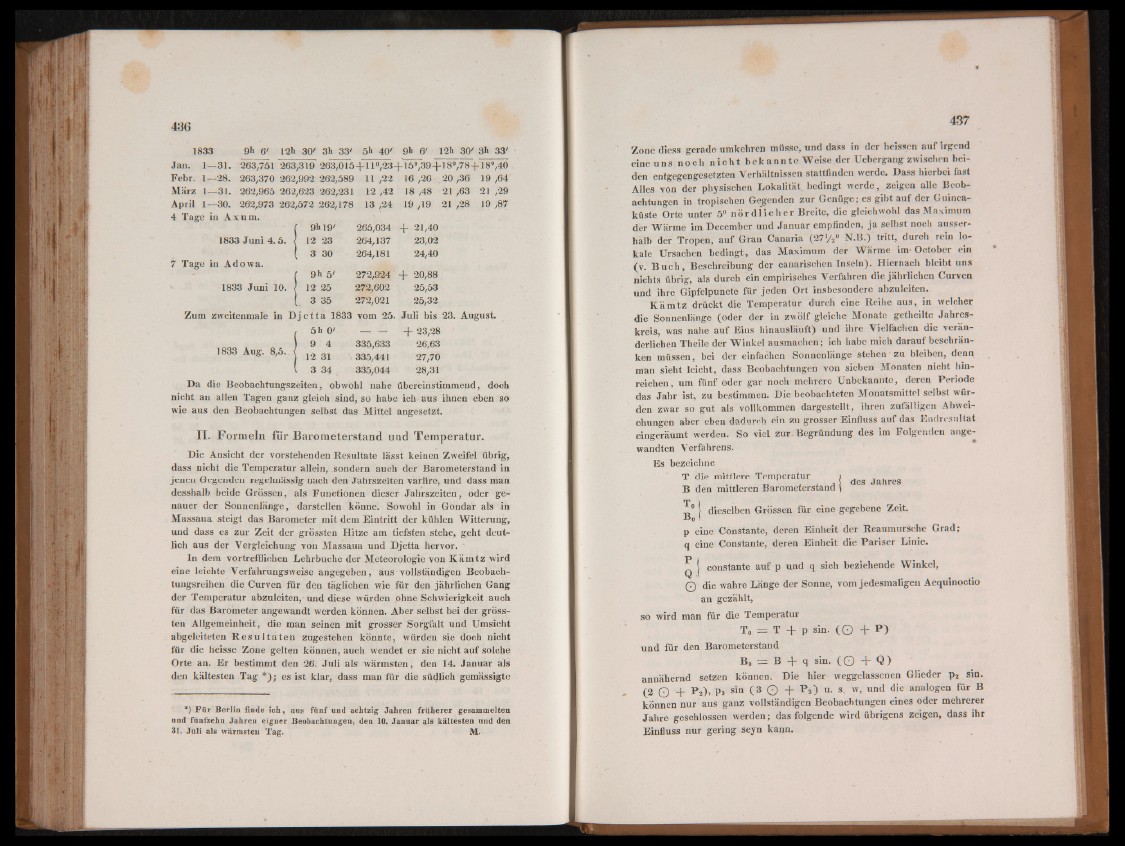 436
1833 9h 6' 12h 30' 3h 33' 5h 40' 9h 6' 12h 30' 3h 33'
Jan. 1—31. 263,751 263,319 263,015+11°,23+15°,39+18°,78+18°,40
Febr. 1—28. 263,370 262,992 262,589 11 ,22 16 ,26 20 ,36 19 ,64
März 1—31. 262,965 262,623 262,231 12 ,42 18 ,48 21 ,63 21 ,29
April 1—30. 262,973 262,572 262,178 13 ,24 19 ,19 21 ,28 19 ,87
4 Tage in Axum.
9h 19' 265,034 + 21,40
1833 Juni 4. 5. 12 23 264,137 23,02
3 30 264,181 24,40
7 Tage in Adowa.
9h 5' 272,924 + 20,88
1833 Juni 10. 12 25 272,602 25,53
3 35 272,021 25,32
Zum zweitenmale in Djetta 1833 vom 25. Juli bis 23. August.
5h 0' — — + 23,28
1833 Aug. 8,5. 9 4 335,633 26,63
12 31 335,441 27,70
3 34 335,044 28,31
Da die Beobachtungszeiten, obwohl nahe übereinstimmend, doch
nicht an allen Tagen ganz gleich sind, so habe ich aus ihnen eben so
wie aus den Beobachtungen selbst das Mittel angesetzt.
II. Formeln für Barometerstand und Temperatur.
Die Ansicht der vorstehenden Resultate lässt keinen Zweifel übrig,
dass nicht die Temperatur allein, sondern auch der Barometerstand in
jenen Gegenden regelmässig nach den Jahrszeiten variire, und dass man
desshalb beide Grössen, als Functionen dieser Jahrszeiten, oder ge-
nauer der Sonnenlänge, darstellen könne. Sowohl in Gondar als in
Massaua steigt das Barometer mit dem Eintritt der kühlen Witterung,
und dass es zur Zeit der grössten Hitze am tiefsten stehe, geht deut-
lich aus der Vergleichung von Massaua und Djetta hervor.
In dem vortrefflichen Lehrbuche der Meteorologie von Kämtz wird
eine leichte Verfahrungsweise angegeben, aus vollständigen Beobach-
tungsreihen die Curven für den täglichen wie für den jährlichen Gang
der Temperatur abzuleiten, und diese würden ohne Schwierigkeit auch
für das Barometer angewandt werden können. Aber selbst bei der gröss-
ten Allgemeinheit, die man seinen mit grosser Sorgfalt und Umsicht
abgeleiteten Resultaten zugestehen könnte, würden sie doch nicht
für die heisse Zone gelten können, auch wendet er sie nicht auf solche
Orte an. Er bestimmt den 26. Juli als wärmsten, den 14. Januar als
den kältesten Tag *); es ist klar, dass man für die südlich gemässigte
*) Für Berlin finde ich, aus fünf und achtzig Jahren früherer gesammelten
und fünfzehn Jahren eigner Beobachtungen, den 10. Januar als kältesten und den
31. Juli als wärmsten Tag. M.
437
Zone diess gerade umkehren müsse, und dass in der heissen auf irgend
eine uns noch nicht bekannte Weise der Uebergang zwischen bei-
den entgegengesetzten Verhältnissen stattfinden werde. Dass hierbei fast
Alles von der physischen Lokalität bedingt werde, zeigen alle Beob-
achtungen in tropischen Gegenden zur Genüge; es gibt auf der Guinea-
küste Orte unter 5° nördlicher Breite, die gleichwohl das Maximum
der Wärme im December und Januar empfinden, ja selbst noch ausser-
halb der Tropen, auf Gran Canaria (27½° N.B.) tritt, durch rein lo-
kale Ursachen bedingt, das Maximum der Wärme im October ein
(v. Buch, Beschreibung der canarischen Inseln). Hiernach bleibt uns
nichts übrig, als durch ein empirisches Verfahren die jährlichen Curven
und ihre Gipfelpuncte für jeden Ort insbesondere abzuleiten.
Kämtz drückt die Temperatur durch eine Reihe aus, in welcher
die Sonnenlänge (oder der in zwölf gleiche Monate getheilte Jahres-
kreis, was nahe auf Eins hinausläuft) und ihre Vielfachen die verän-
derlichen Theile der Winkel ausmachen; ich habe mich darauf beschrän-
ken müssen, bei der einfachen Sonnenlänge stehen zu bleiben, denn
man sieht leicht, dass Beobachtungen von sieben Monaten nicht hin-
reichen, um fünf oder gar noch mehrere Unbekannte, deren Periode
das Jahr ist, zu bestimmen. Die beobachteten Monatsmittel selbst wür-
den zwar so gut als vollkommen dargestellt, ihren zufälligen Abwei-
chungen aber eben dadurch ein zu grosser Einfluss auf das Endresultat
eingeräumt werden. So viel zur Begründung des im Folgenden ange-
wandten Verfahrens.
Es bezeichne
T die mittlere Temperatur
B den mittleren Barometerstand } des Jahres
T₀
B₀ } dieselben Grössen für eine gegebene Zeit.
p eine Constante, deren Einheit der Reaumursche Grad;
q eine Constante, deren Einheit die Pariser Linie.
P
Q } constante auf p und q sich beziehende Winkel,
☉ die wahre Länge der Sonne, vom jedesmaligen Aequinoctio
an gezählt,
so wird man für die Temperatur
T₀ = T + p sin. (☉ + P)
und für den Barometerstand
B₀ = B + q sin. (☉ + Q)
annähernd setzen können. Die hier weggelassenen Glieder p₂ sin.
(2 ☉ + P₂), p₃ sin (3 ☉ + P₃) u. s. w, und die analogen für B
können nur aus ganz vollständigen Beobachtungen eines oder mehrerer
Jahre geschlossen werden; das folgende wird übrigens zeigen, dass ihr
Einfluss nur gering seyn kann.